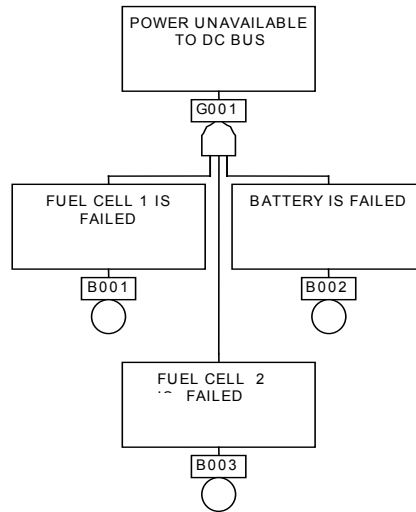 POWER UNAVAILABLE
TO DC BUS
G001
FUEL CELL 1 IS
FAILED
BATTERY IS FAILED
B001
B002
FUEL CELL 2
IS FAILED
B003